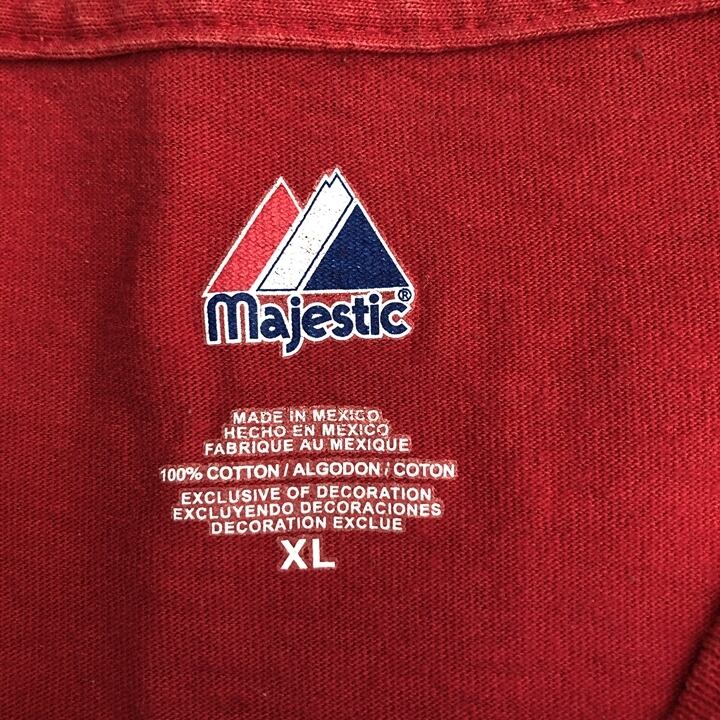 Majestic®
MADE IN MEXICO
HECHO EN MEXICO
FABRIQUE AU MEXIQUE
100% COTTON / ALGODON / COTON
EXCLUSIVE OF DECORATION
EXCLUYENDO DECORACIONES
DECORATION EXCLUE
XL